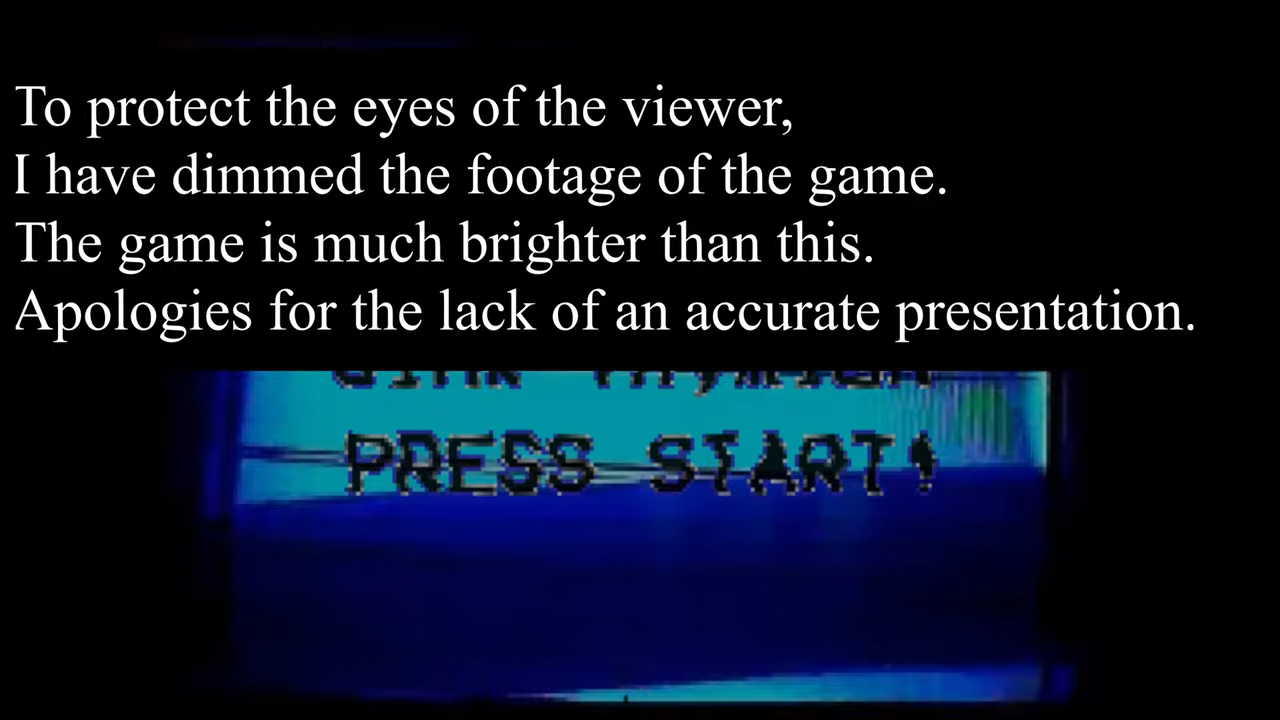 To protect the eyes of the viewer,
I have dimmed the footage of the game.
The game is much brighter than this.
Apologies for the lack of an accurate presentation.
PRESS START!